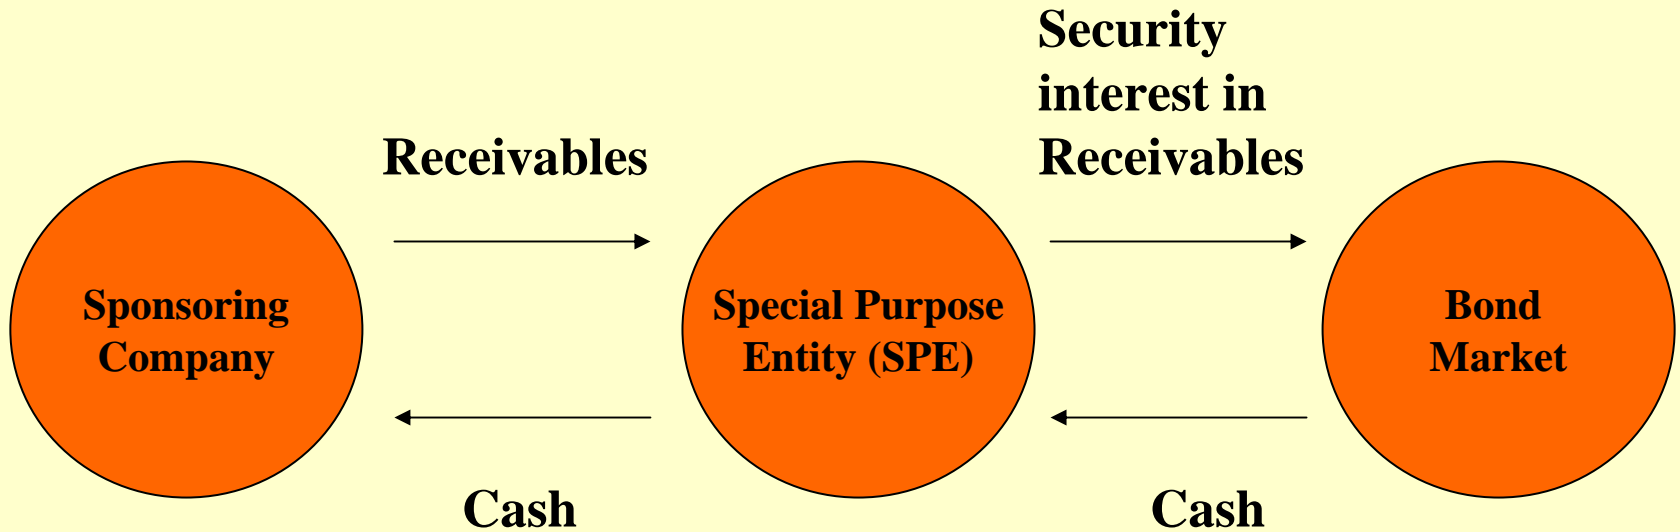 Security
interest in
Receivables
Receivables
Sponsoring
Company
Special Purpose
Entity (SPE)
Bond
Market
Cash
Cash